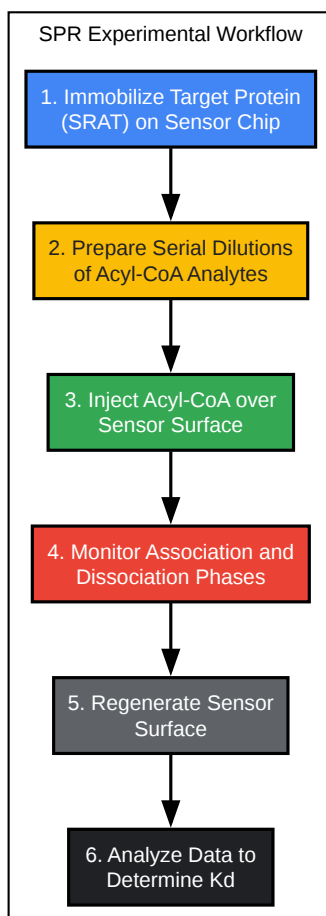 SPR Experimental Workflow
1. Immobilize Target Protein
(SRAT) on Sensor Chip
2. Prepare Serial Dilutions
of Acyl-CoA Analytes
3. Inject Acyl-CoA over
Sensor Surface
4. Monitor Association and
Dissociation Phases
5. Regenerate Sensor
Surface
6. Analyze Data to
Determine Kd